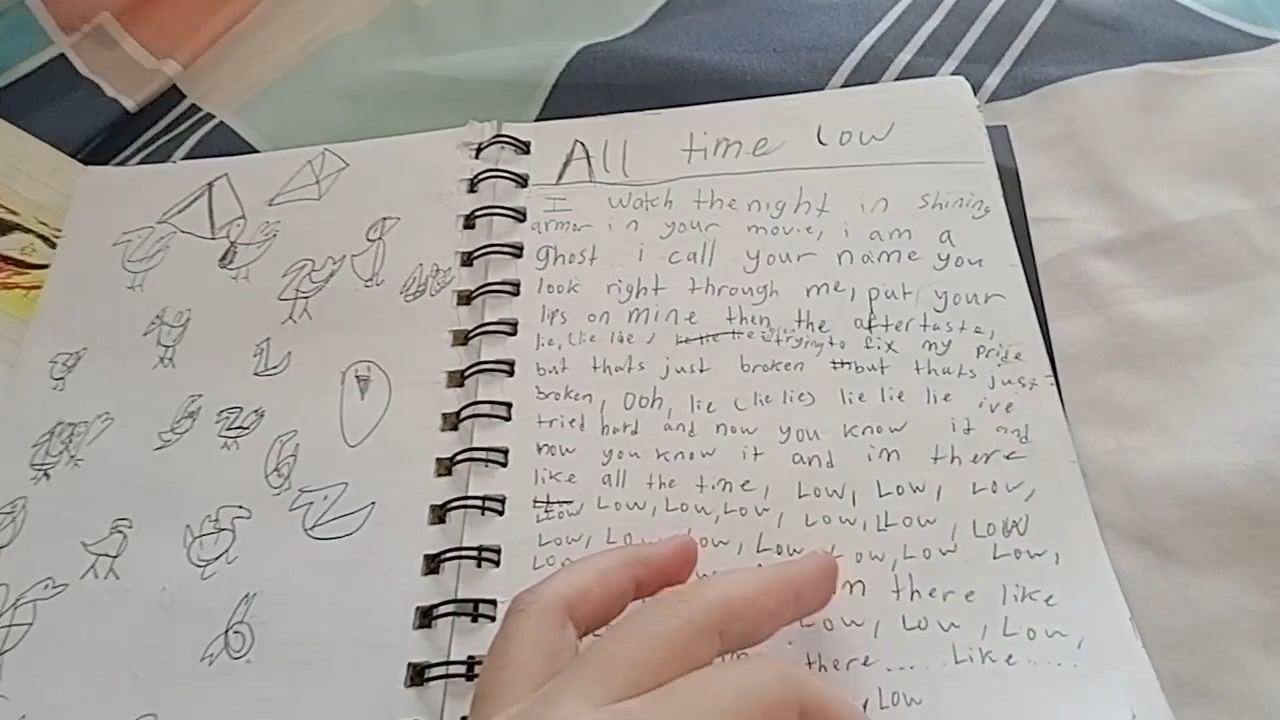 All time low
I watch the night in shining
armor in your movie, i am a
ghost i call your name you
look right through me, put your
lips on mine then the aftertaste,
lie, (lie lie) trying to fix my pride
but thats just broken but thats just
broken, Ooh, lie (lie lie) lie lie lie i've
tried hard and now you know it and
now you know it and im there
like all the time, Low, Low, Low,
Low, Low, Low, Low, Low, Low
Low, Low, Low, Low, Low, Low,
there like
Low, Low, Low,
there..... Like.....
, Low